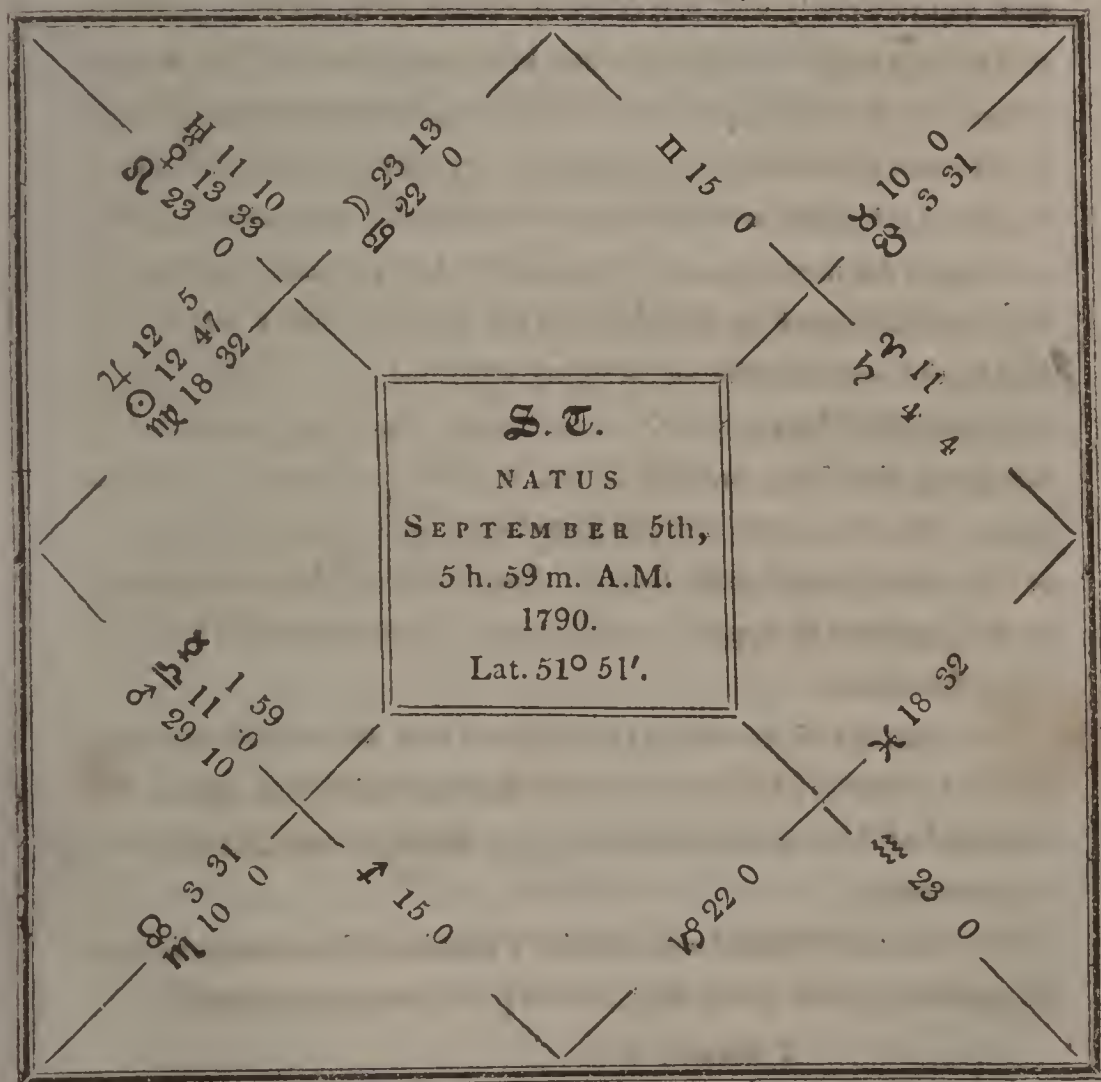 ♅ 11 10
♀ 13 33
♌ 23 0
☽ 23 13
♋ 22 0
♊ 15 0
♉ 10 0
☋ 3 31
♃ 12 5
☉ 12 47
♍ 18 32
♈ 11
♄ 4 4
S. T.
NATUS
SEPTEMBER 5th,
5 h. 59 m. A.M.
1790.
Lat. 51° 51′.
1 59
♎ 11 0
♂ 29 10
♓ 18 32
☊ 3 31
♏ 10 0
♐ 15 0
♑ 22 0
♒ 23 0